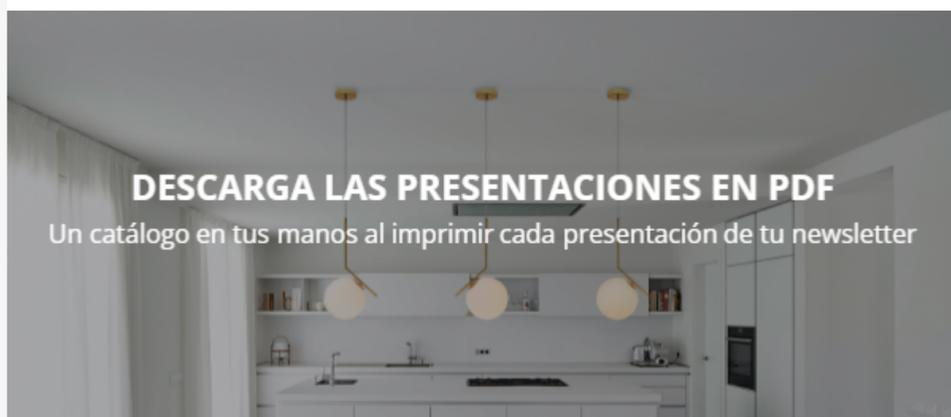 DESCARGA LAS PRESENTACIONES EN PDF
Un catálogo en tus manos al imprimir cada presentación de tu newsletter